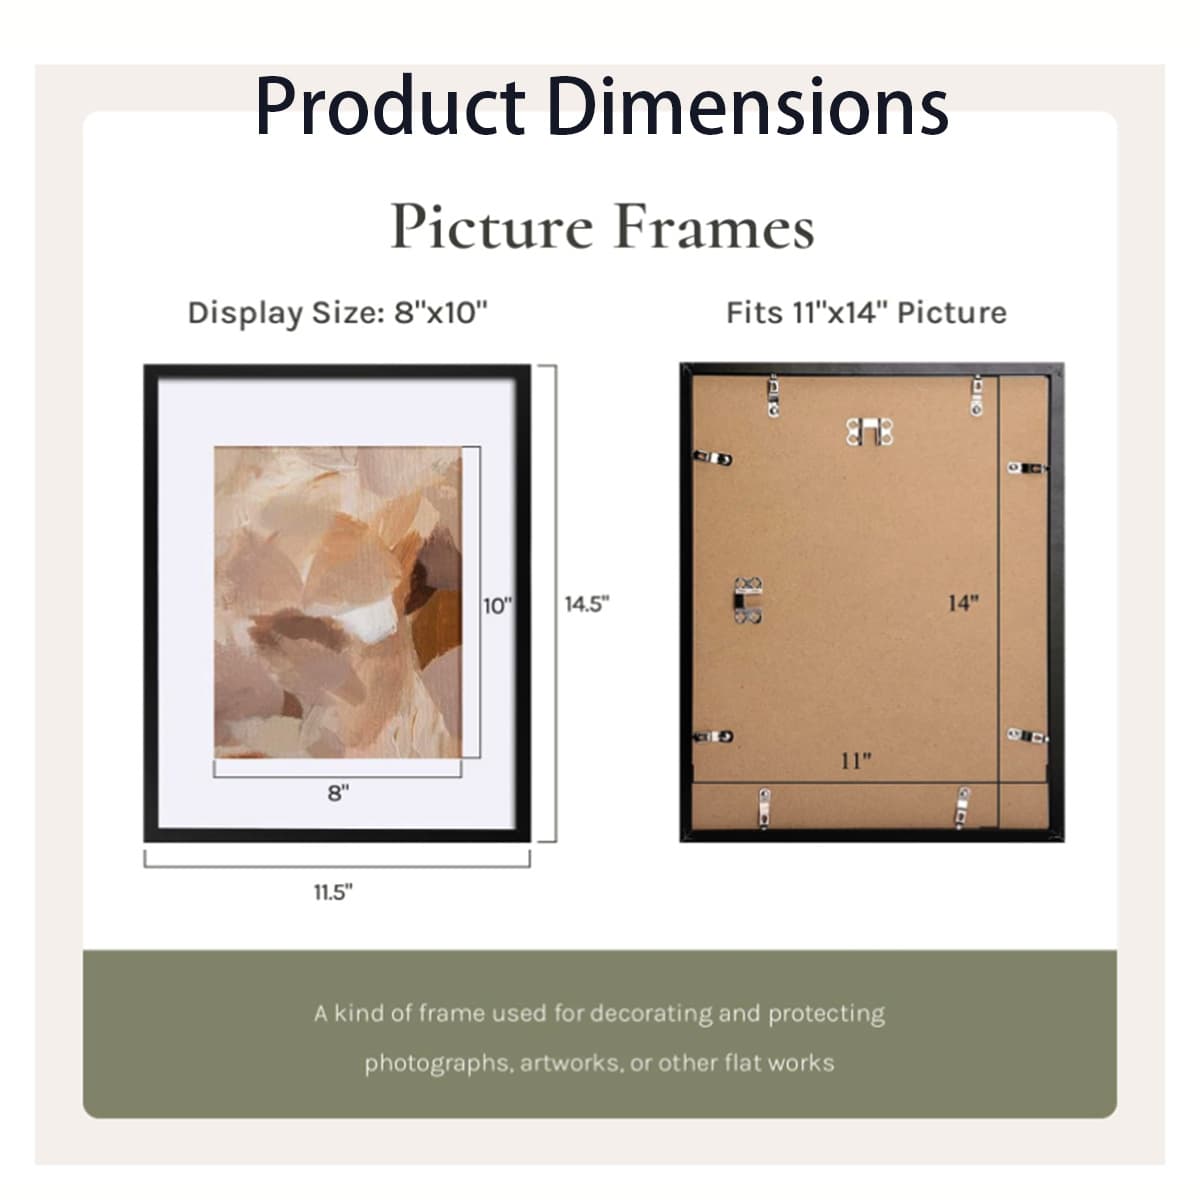 Product Dimensions
Picture Frames
Display Size: 8"x10"
Fits 11"x14" Picture
10"
14.5"
14"
11"
8"
11.5"
A kind of frame used for decorating and protecting
photographs, artworks, or other flat works